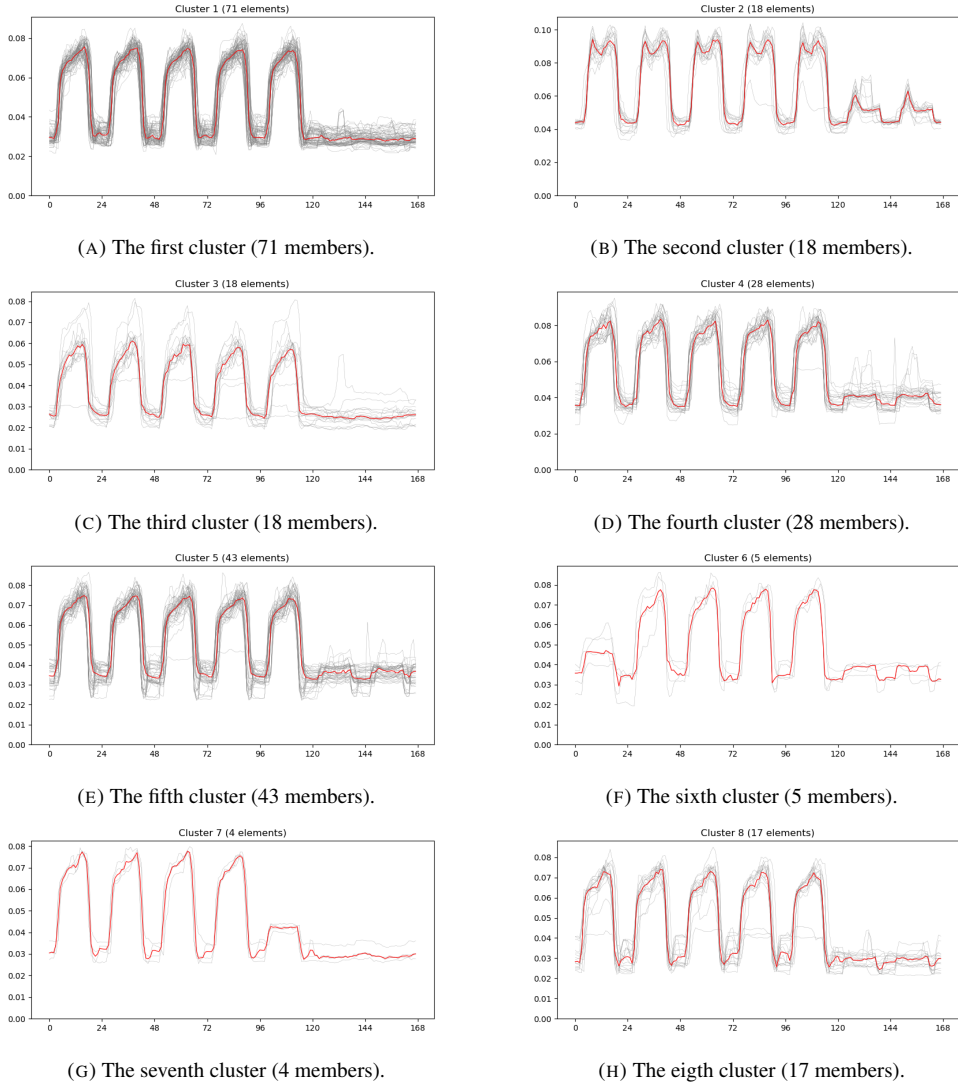 Cluster 1 (71 elements)
0.08
0.06
0.04
0.02
0.00
0 24 48 72 96 120 144 168
(A) The first cluster (71 members).
Cluster 2 (18 elements)
0.10
0.08
0.06
0.04
0.02
0.00
0 24 48 72 96 120 144 168
(B) The second cluster (18 members).
Cluster 3 (18 elements)
0.08
0.07
0.06
0.05
0.04
0.03
0.02
0.01
0.00
0 24 48 72 96 120 144 168
(C) The third cluster (18 members).
Cluster 4 (28 elements)
0.08
0.06
0.04
0.02
0.00
0 24 48 72 96 120 144 168
(D) The fourth cluster (28 members).
Cluster 5 (43 elements)
0.08
0.07
0.06
0.05
0.04
0.03
0.02
0.01
0.00
0 24 48 72 96 120 144 168
(E) The fifth cluster (43 members).
Cluster 6 (5 elements)
0.08
0.07
0.06
0.05
0.04
0.03
0.02
0.01
0.00
0 24 48 72 96 120 144 168
(F) The sixth cluster (5 members).
Cluster 7 (4 elements)
0.08
0.07
0.06
0.05
0.04
0.03
0.02
0.01
0.00
0 24 48 72 96 120 144 168
(G) The seventh cluster (4 members).
Cluster 8 (17 elements)
0.08
0.07
0.06
0.05
0.04
0.03
0.02
0.01
0.00
0 24 48 72 96 120 144 168
(H) The eigth cluster (17 members).